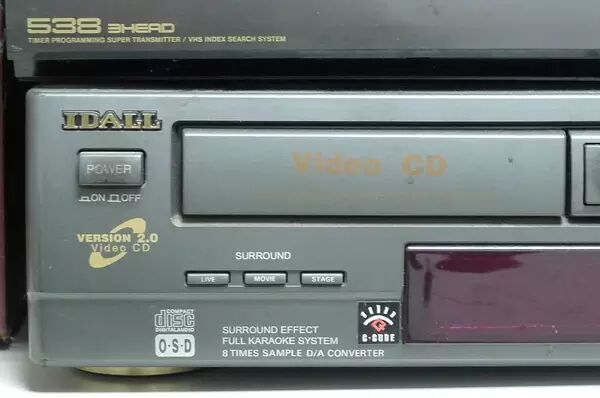 538 3HEAD
TIMER PROGRAMMING SUPER TRANSMITTER / VHS INDEX SEARCH SYSTEM
IDALL
Video CD
POWER
ON OFF
VERSION 2.0
Video CD
SURROUND
LIVE MOVIE STAGE
COMPACT
disc
DIGITAL AUDIO
O·S·D
SURROUND EFFECT
FULL KARAOKE SYSTEM
8 TIMES SAMPLE D/A CONVERTER
G-CUBE